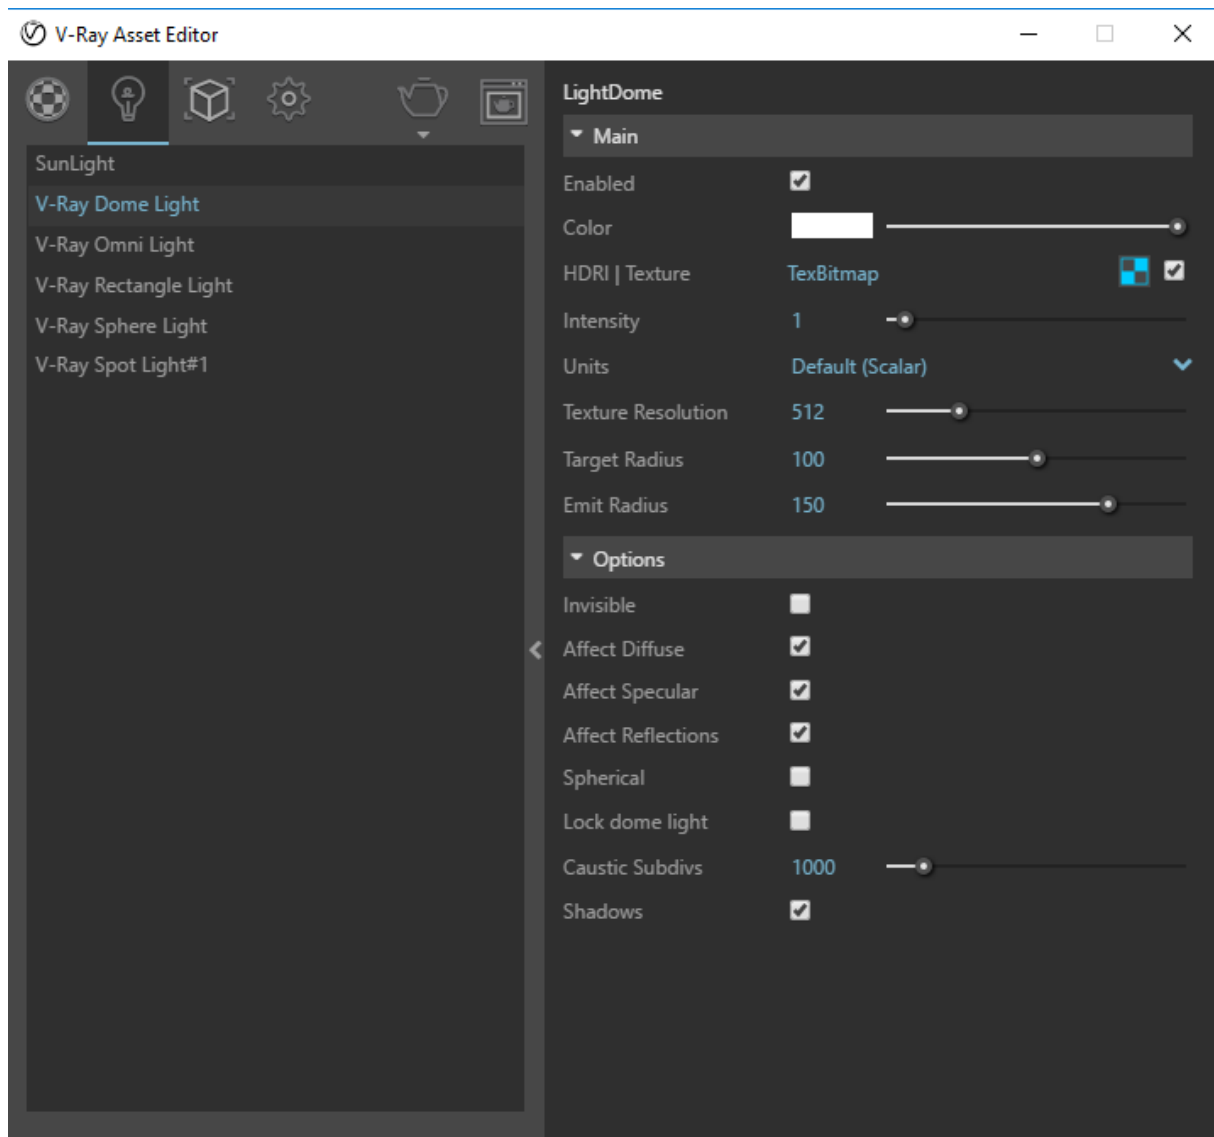 V-Ray Asset Editor
SunLight
V-Ray Dome Light
V-Ray Omni Light
V-Ray Rectangle Light
V-Ray Sphere Light
V-Ray Spot Light#1
LightDome
Main
Enabled
Color
HDRI | Texture TexBitmap
Intensity 1
Units Default (Scalar)
Texture Resolution 512
Target Radius 100
Emit Radius 150
Options
Invisible
Affect Diffuse
Affect Specular
Affect Reflections
Spherical
Lock dome light
Caustic Subdivs 1000
Shadows